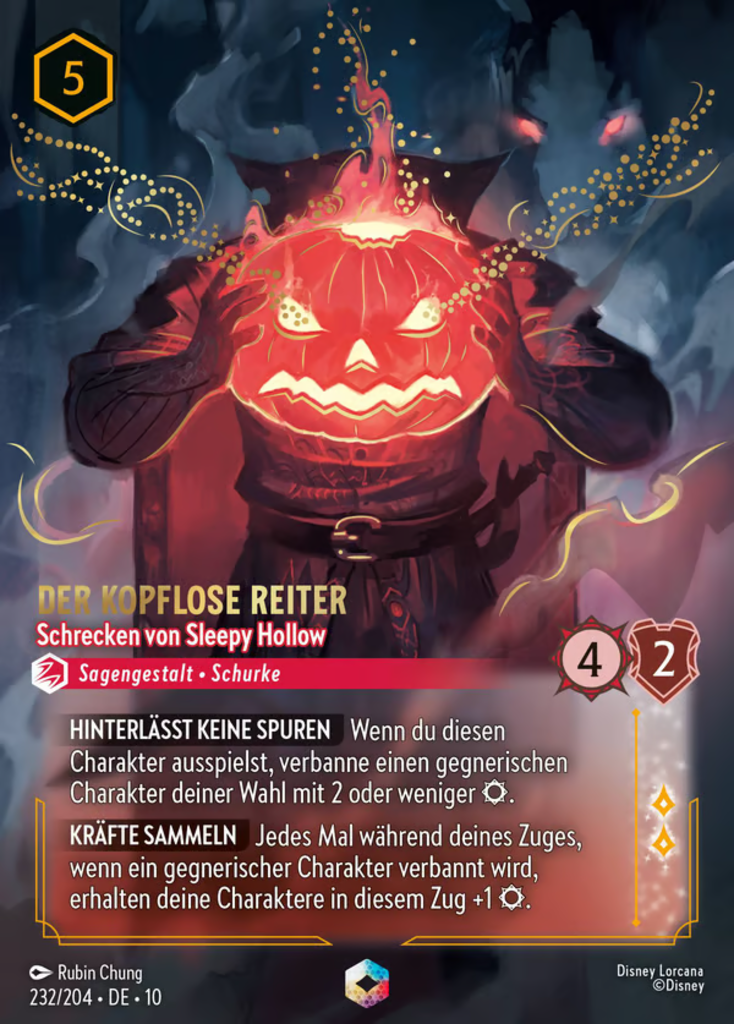 5
DER KOPFLOSE REITER
Schrecken von Sleepy Hollow
Sagengestalt • Schurke
4
2
HINTERLÄSST KEINE SPUREN Wenn du diesen
Charakter ausspielst, verbanne einen gegnerischen
Charakter deiner Wahl mit 2 oder weniger ⛭.
KRÄFTE SAMMELN Jedes Mal während deines Zuges,
wenn ein gegnerischer Charakter verbannt wird,
erhalten deine Charaktere in diesem Zug +1 ⛭.
Rubin Chung
232/204 • DE • 10
Disney Lorcana
©Disney